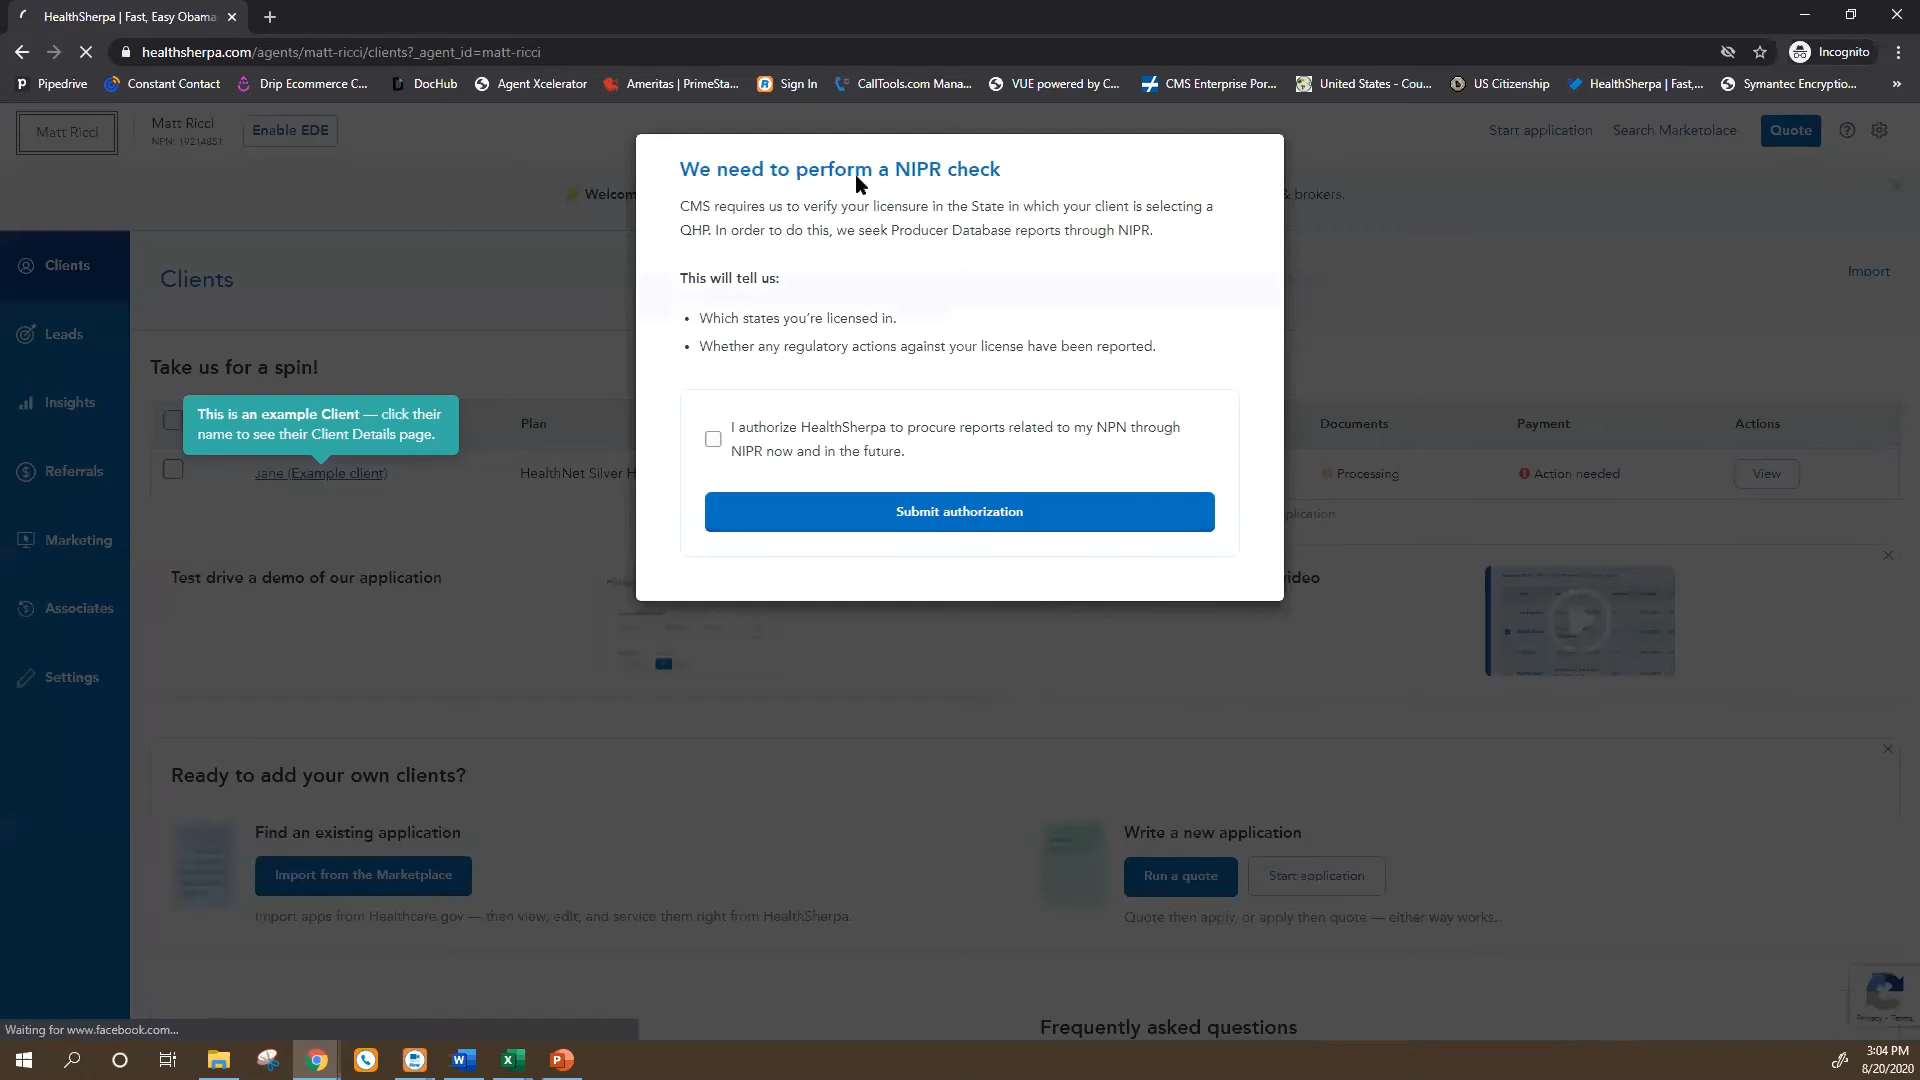 HealthSherpa | Fast, Easy Obama
healthsherpa.com/agents/matt-ricci/clients?_agent_id=matt-ricci
Incognito
Pipedrive
Constant Contact
Drip Ecommerce C...
DocHub
Agent Xcelerator
Ameritas | PrimeSta...
Sign In
CallTools.com Mana...
VUE powered by C...
CMS Enterprise Por...
United States - Cou...
US Citizenship
HealthSherpa | Fast,...
Symantec Encryptio...
»
Matt Ricci
Matt Ricci
NPN: 19214851
Enable EDE
Start application
Search Marketplace
Quote
Welcom
& brokers.
We need to perform a NIPR check
CMS requires us to verify your licensure in the State in which your client is selecting a
QHP. In order to do this, we seek Producer Database reports through NIPR.
This will tell us:
• Which states you're licensed in.
• Whether any regulatory actions against your license have been reported.
I authorize HealthSherpa to procure reports related to my NPN through
NIPR now and in the future.
Submit authorization
Clients
Leads
Insights
Referrals
Marketing
Associates
Settings
Clients
Import
Take us for a spin!
This is an example Client — click their
name to see their Client Details page.
Plan
Documents
Payment
Actions
Jane (Example client)
HealthNet Silver H
Processing
Action needed
View
pplication
Test drive a demo of our application
video
Ready to add your own clients?
Find an existing application
Import from the Marketplace
Import apps from Healthcare.gov — then view, edit, and service them right from HealthSherpa.
Write a new application
Run a quote
Start application
Quote then apply, or apply then quote — either way works.
Frequently asked questions
Privacy - Terms
Waiting for www.facebook.com...
3:04 PM
8/20/2020